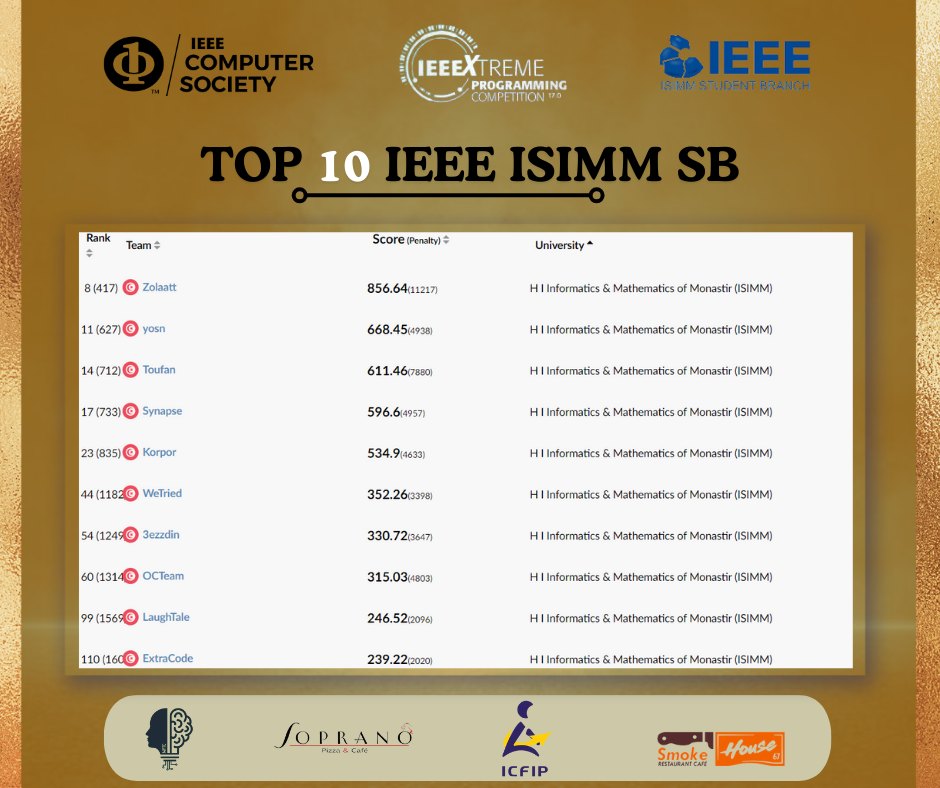 IEEE
COMPUTER
SOCIETY
TM
IEEEXTREME
PROGRAMMING
COMPETITION 17.0
IEEE
ISIMM STUDENT BRANCH
TOP 10 IEEE ISIMM SB
Rank Team Score (Penalty) University
8 (417) Zolaatt 856.64(11217) H I Informatics & Mathematics of Monastir (ISIMM)
11 (627) yosn 668.45(4938) H I Informatics & Mathematics of Monastir (ISIMM)
14 (712) Toufan 611.46(7880) H I Informatics & Mathematics of Monastir (ISIMM)
17 (733) Synapse 596.6(4957) H I Informatics & Mathematics of Monastir (ISIMM)
23 (835) Korpor 534.9(4633) H I Informatics & Mathematics of Monastir (ISIMM)
44 (1182 WeTried 352.26(3398) H I Informatics & Mathematics of Monastir (ISIMM)
54 (1249 3ezzdin 330.72(3647) H I Informatics & Mathematics of Monastir (ISIMM)
60 (1314 OCTeam 315.03(4803) H I Informatics & Mathematics of Monastir (ISIMM)
99 (1569 LaughTale 246.52(2096) H I Informatics & Mathematics of Monastir (ISIMM)
110 (160 ExtraCode 239.22(2020) H I Informatics & Mathematics of Monastir (ISIMM)
SOPRANO
Pizza & Café
ICFIP
Smoke House
RESTAURANT CAFE 67